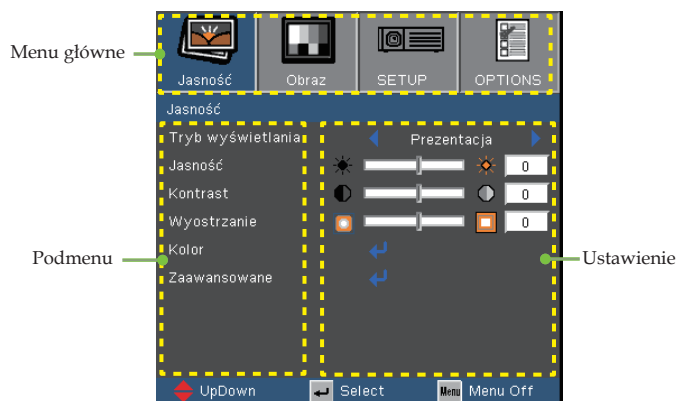 Menu główne
Jasność Obraz SETUP OPTIONS
Jasność
Tryb wyświetlania Prezentacja
Jasność 0
Kontrast 0
Wyostrzanie 0
Kolor
Podmenu
Ustawienie
Zaawansowane
UpDown Select Menu Menu Off